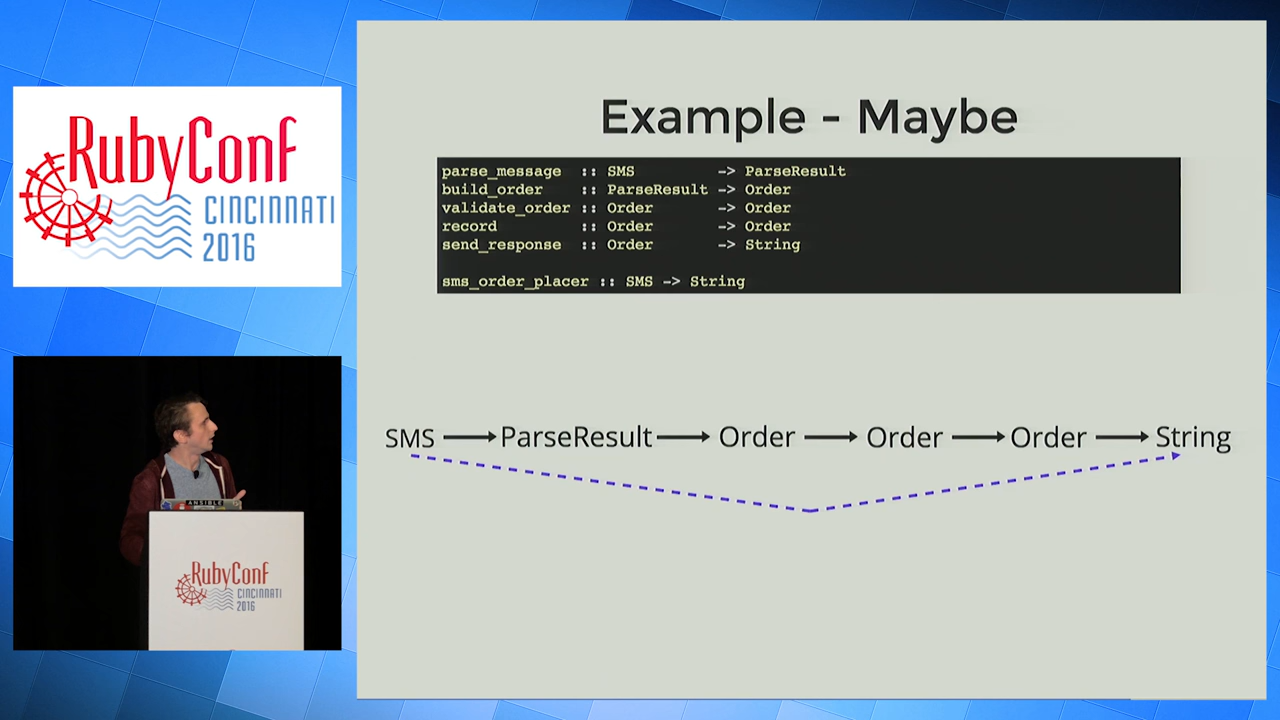 RubyConf
CINCINNATI
2016
Example - Maybe
parse_message :: SMS -> ParseResult
build_order :: ParseResult -> Order
validate_order :: Order -> Order
record :: Order -> Order
send_response :: Order -> String
sms_order_placer :: SMS -> String
SMS ParseResult Order Order Order String
ANSIBLE
RubyConf
CINCINNATI
2016